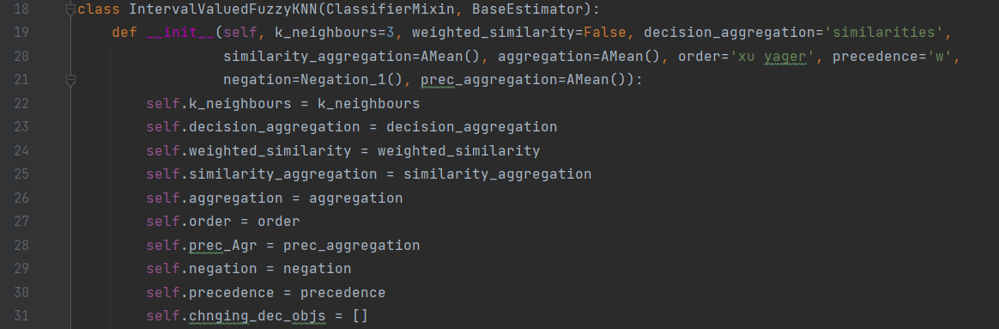 18 class IntervalValuedFuzzyKNN(ClassifierMixin, BaseEstimator):
19     def __init__(self, k_neighbours=3, weighted_similarity=False, decision_aggregation='similarities',
20                  similarity_aggregation=AMean(), aggregation=AMean(), order='xu yager', precedence='w',
21                  negation=Negation_1(), prec_aggregation=AMean()):
22         self.k_neighbours = k_neighbours
23         self.decision_aggregation = decision_aggregation
24         self.weighted_similarity = weighted_similarity
25         self.similarity_aggregation = similarity_aggregation
26         self.aggregation = aggregation
27         self.order = order
28         self.prec_Agr = prec_aggregation
29         self.negation = negation
30         self.precedence = precedence
31         self.chnging_dec_objs = []